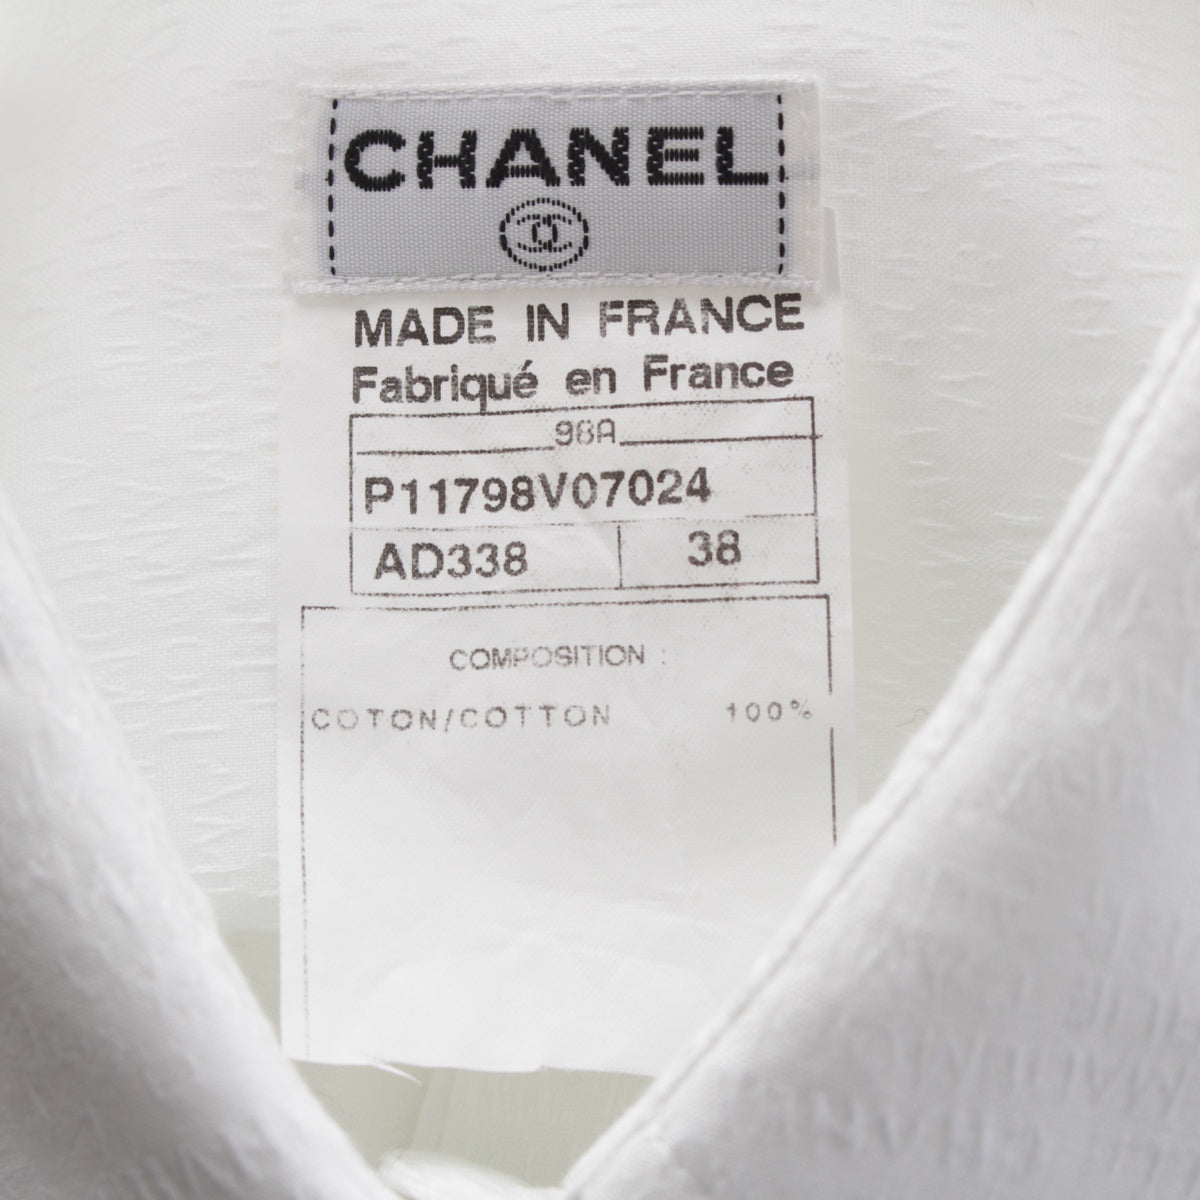 CHANEL
MADE IN FRANCE
Fabriqué en France
98A
P11798V07024
AD338 38
COMPOSITION :
COTON/COTTON 100%